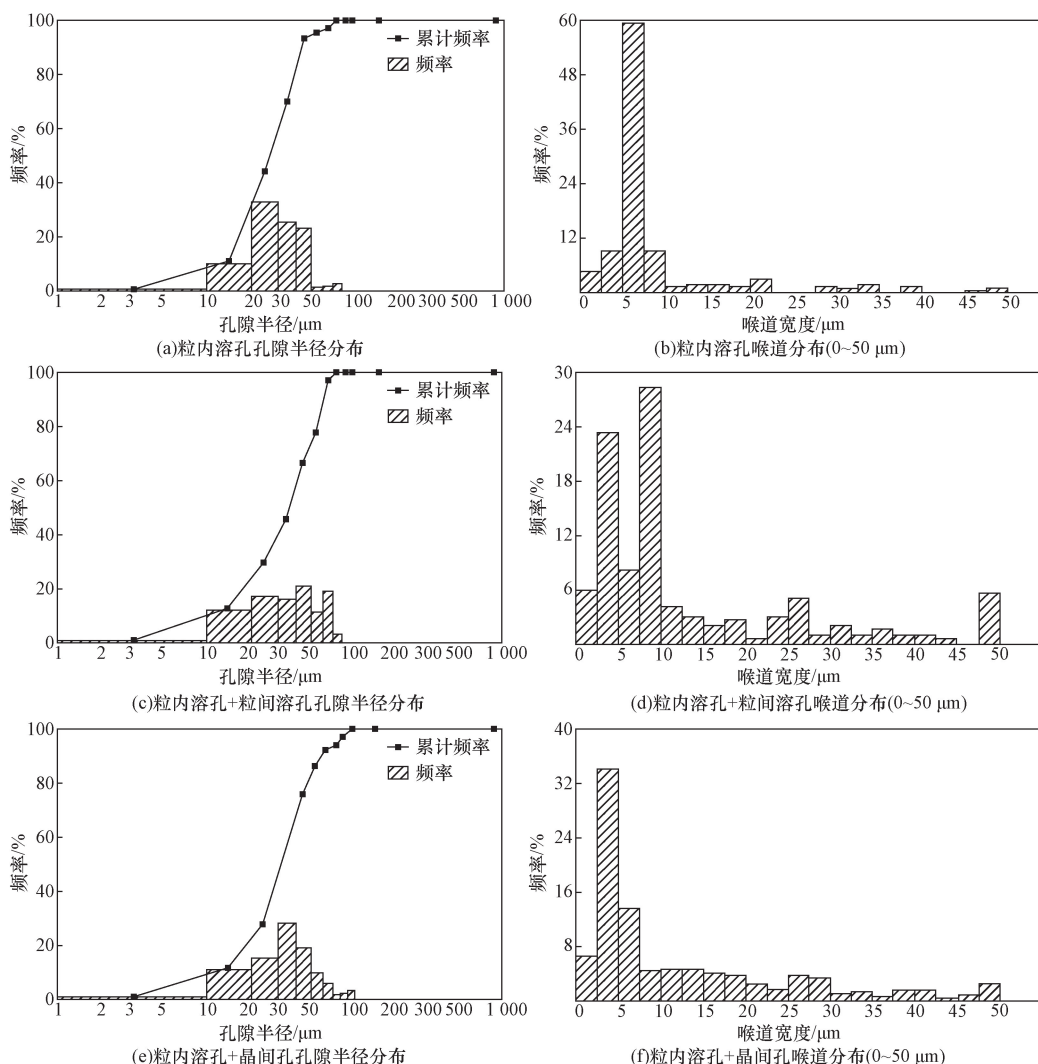 100
80
60
40
20
0
频率/%
累计频率
频率
1 2 3 5 10 20 30 50 100 200 300 500 1 000
孔隙半径/μm
(a)粒内溶孔孔隙半径分布
60
48
36
24
12
频率/%
0 5 10 15 20 25 30 35 40 45 50
喉道宽度/μm
(b)粒内溶孔喉道分布(0~50 μm)
100
80
60
40
20
0
频率/%
累计频率
频率
1 2 3 5 10 20 30 50 100 200 300 500 1 000
孔隙半径/μm
(c)粒内溶孔+粒间溶孔孔隙半径分布
30
24
18
12
6
频率/%
0 5 10 15 20 25 30 35 40 45 50
喉道宽度/μm
(d)粒内溶孔+粒间溶孔喉道分布(0~50 μm)
100
80
60
40
20
0
频率/%
累计频率
频率
1 2 3 5 10 20 30 50 100 200 300 500 1 000
孔隙半径/μm
(e)粒内溶孔+晶间孔孔隙半径分布
40
32
24
16
8
频率/%
0 5 10 15 20 25 30 35 40 45 50
喉道宽度/μm
(f)粒内溶孔+晶间孔喉道分布(0~50 μm)